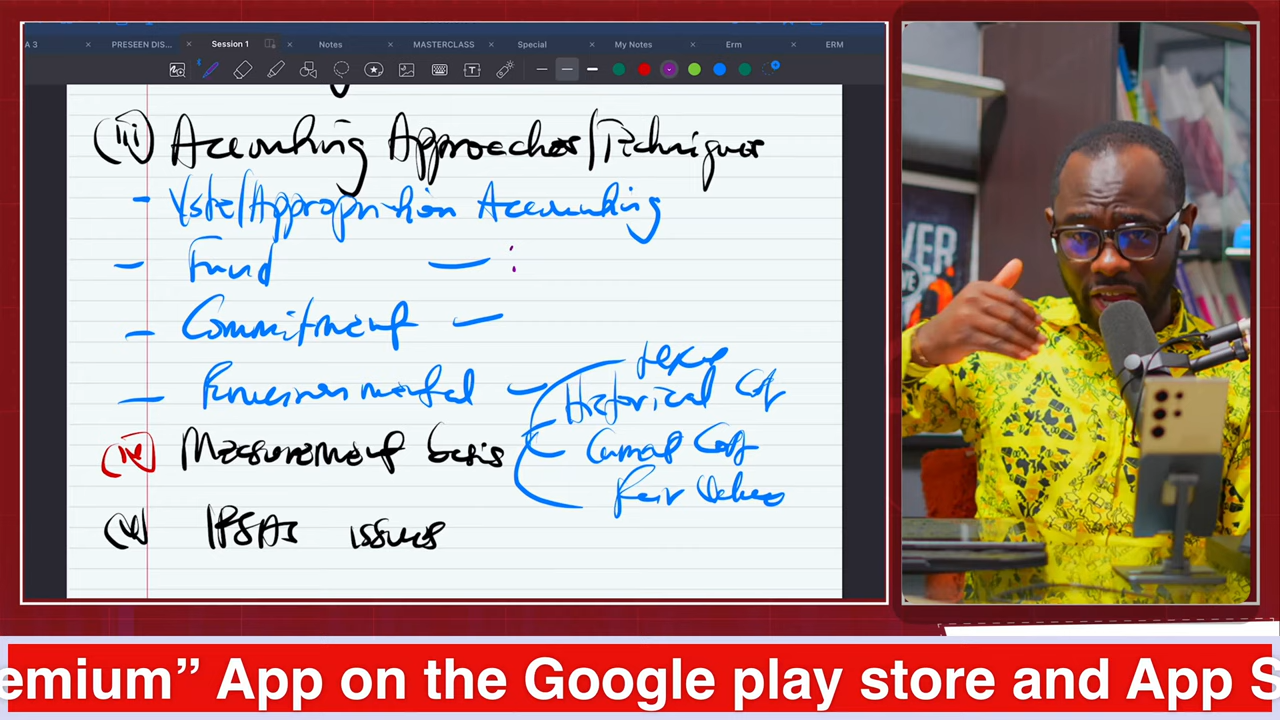 A 3
PRESEEN DIS...
Session 1
Notes
MASTERCLASS
Special
My Notes
Erm
ERM
(iii) Accounting Approaches/Techniques
- Vote/Appropriation Accounting
- Fund —
- Commitment —
-
Historical Cost
(iv) Measurement basis
Current Cost
Fair Value
(v) IPSAS issues
emium” App on the Google play store and App S